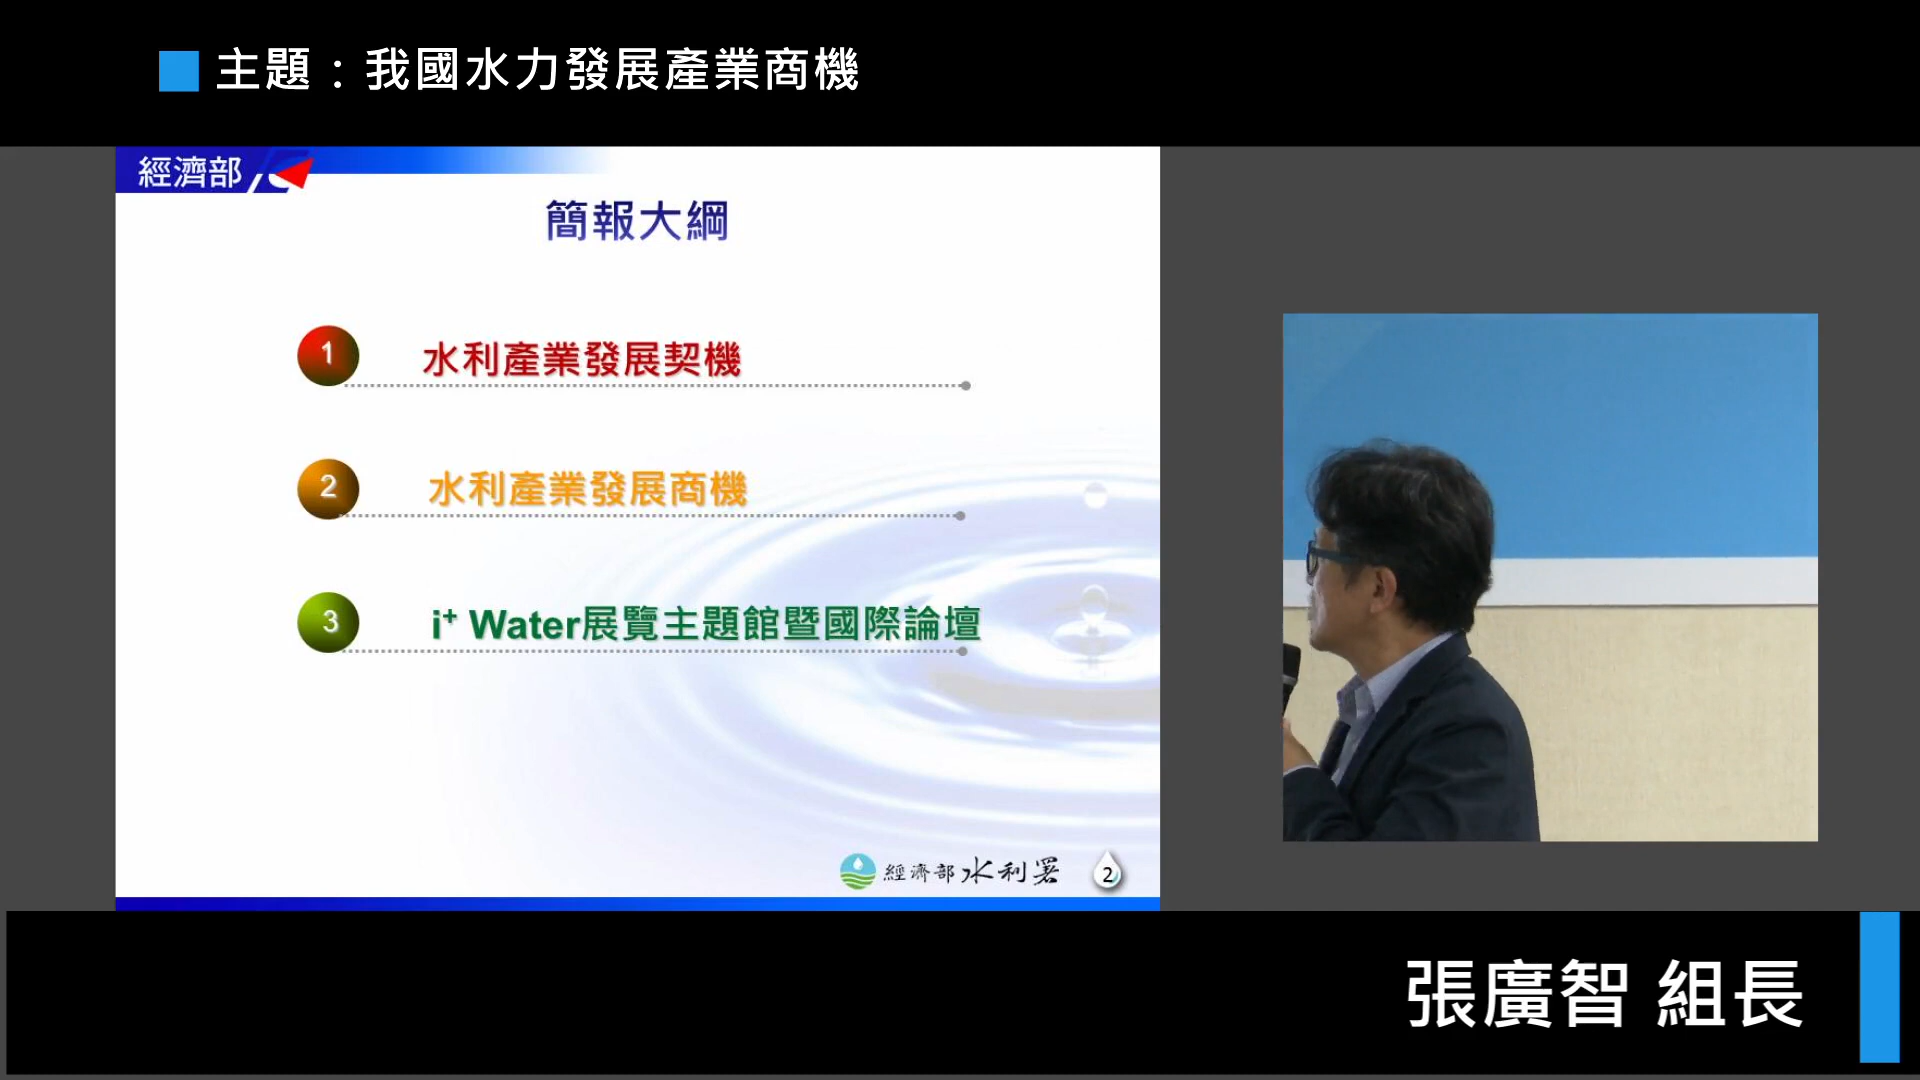 主題：我國水力發展產業商機
經濟部
簡報大綱
1 水利產業發展契機
2 水利產業發展商機
3 i⁺ Water展覽主題館暨國際論壇
經濟部水利署
2
張廣智 組長